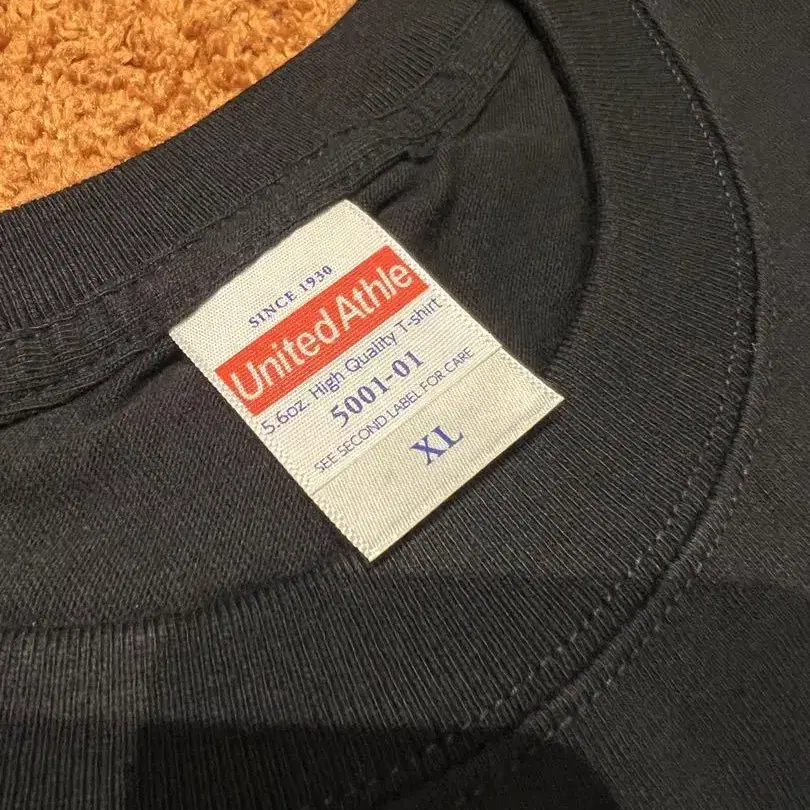 SINCE 1930
UnitedAthle
5.6oz. High Quality T-shirt
5001-01
SEE SECOND LABEL FOR CARE
XL